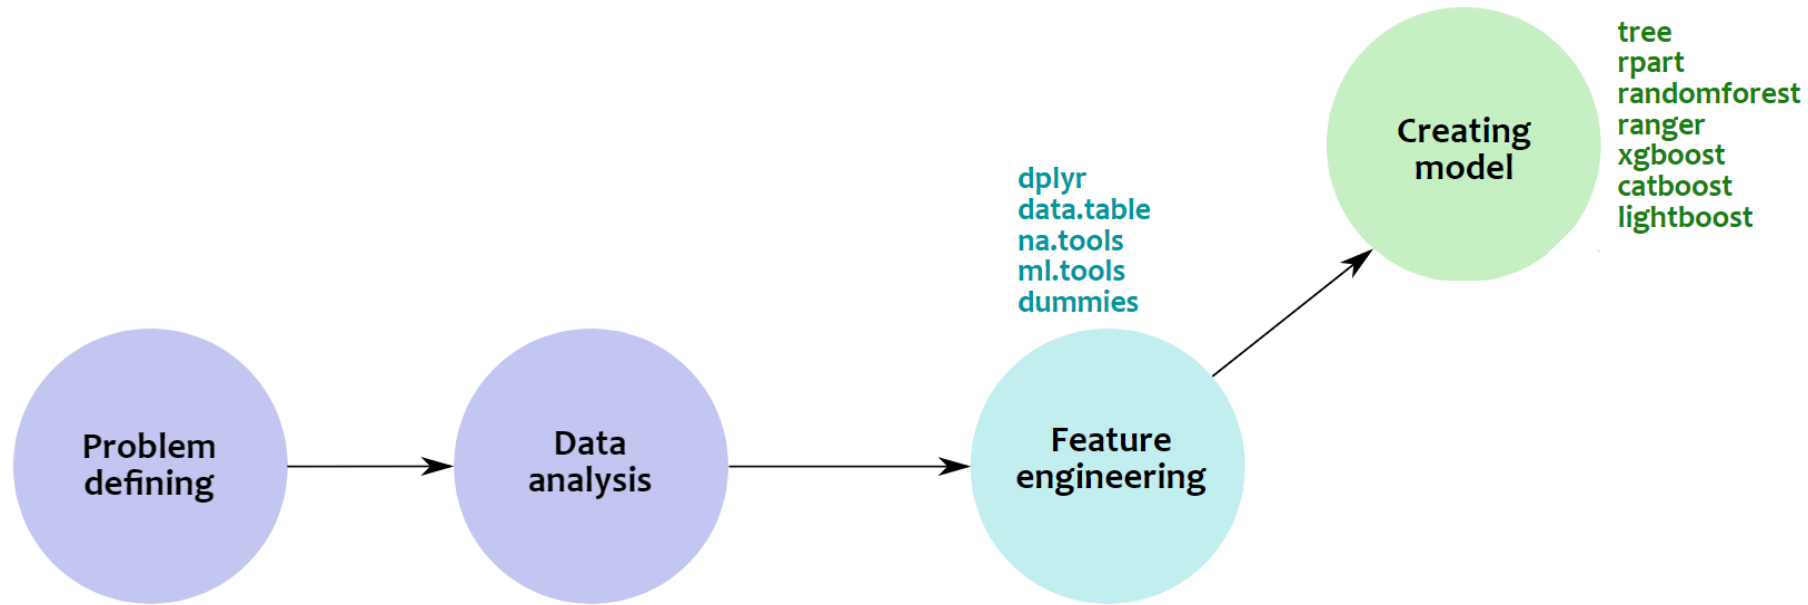 Problem
defining
Data
analysis
dplyr
data.table
na.tools
ml.tools
dummies
Feature
engineering
Creating
model
tree
rpart
randomforest
ranger
xgboost
catboost
lightboost